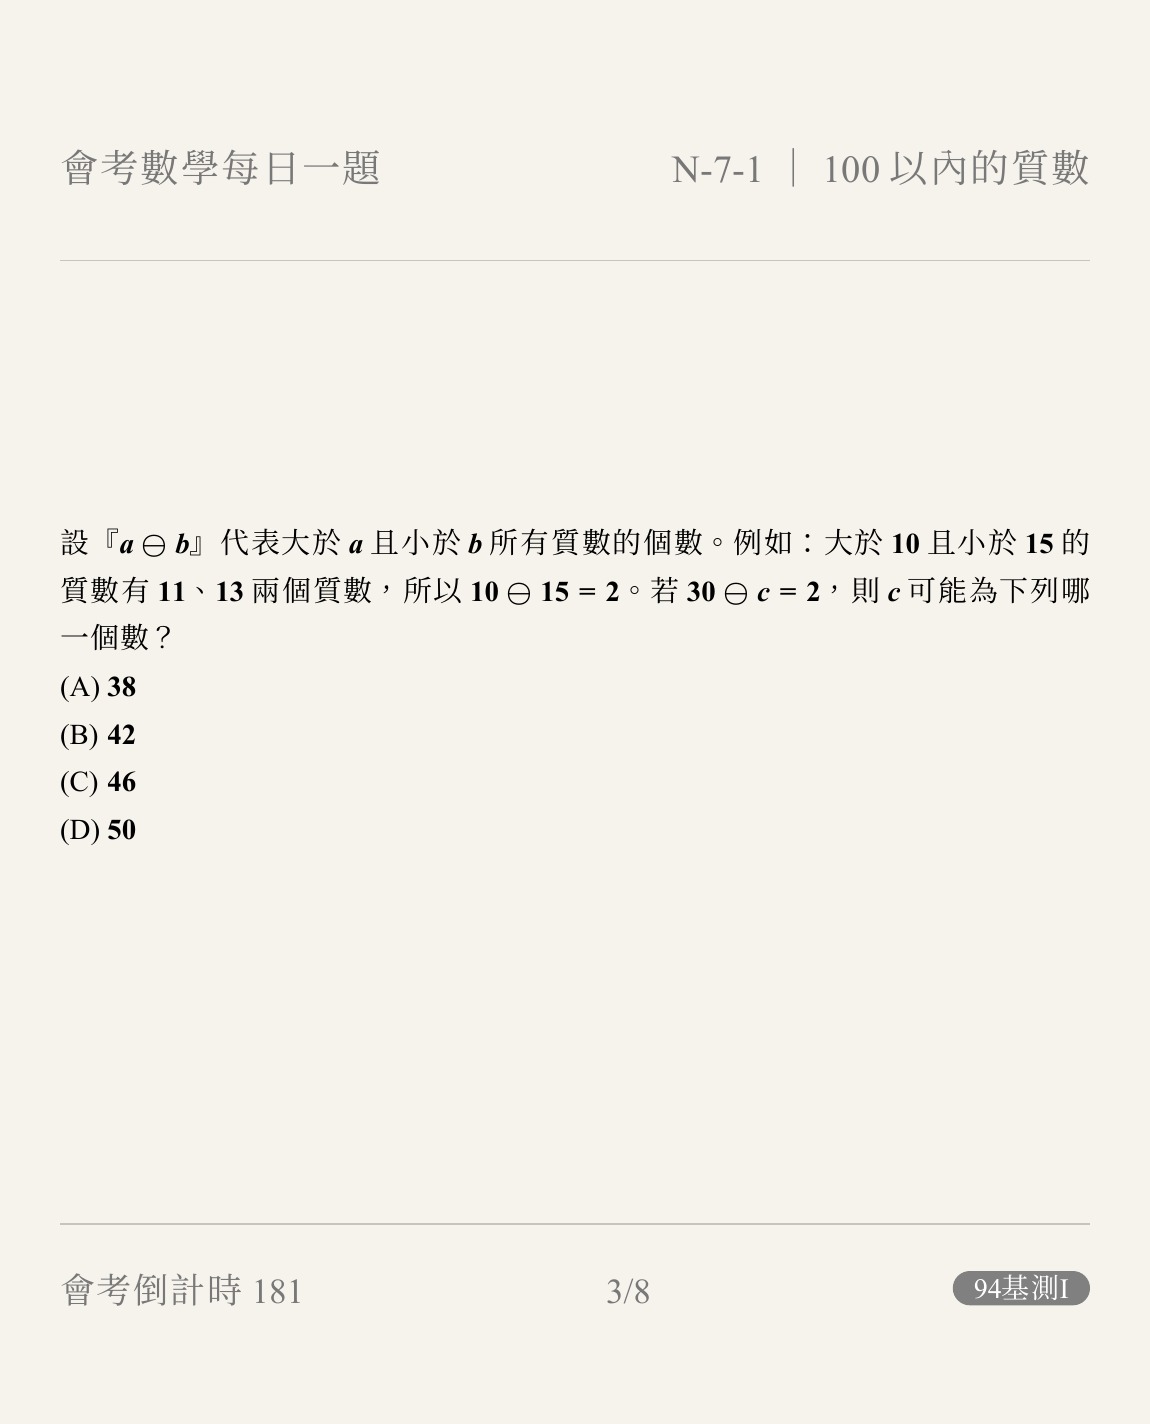 會考數學每日一題
N-7-1 │ 100 以內的質數
設『a ⊖ b』代表大於 a 且小於 b 所有質數的個數。例如：大於 10 且小於 15 的
質數有 11、13 兩個質數，所以 10 ⊖ 15 = 2。若 30 ⊖ c = 2，則 c 可能為下列哪
一個數？
(A) 38
(B) 42
(C) 46
(D) 50
會考倒計時 181
3/8
94基測I